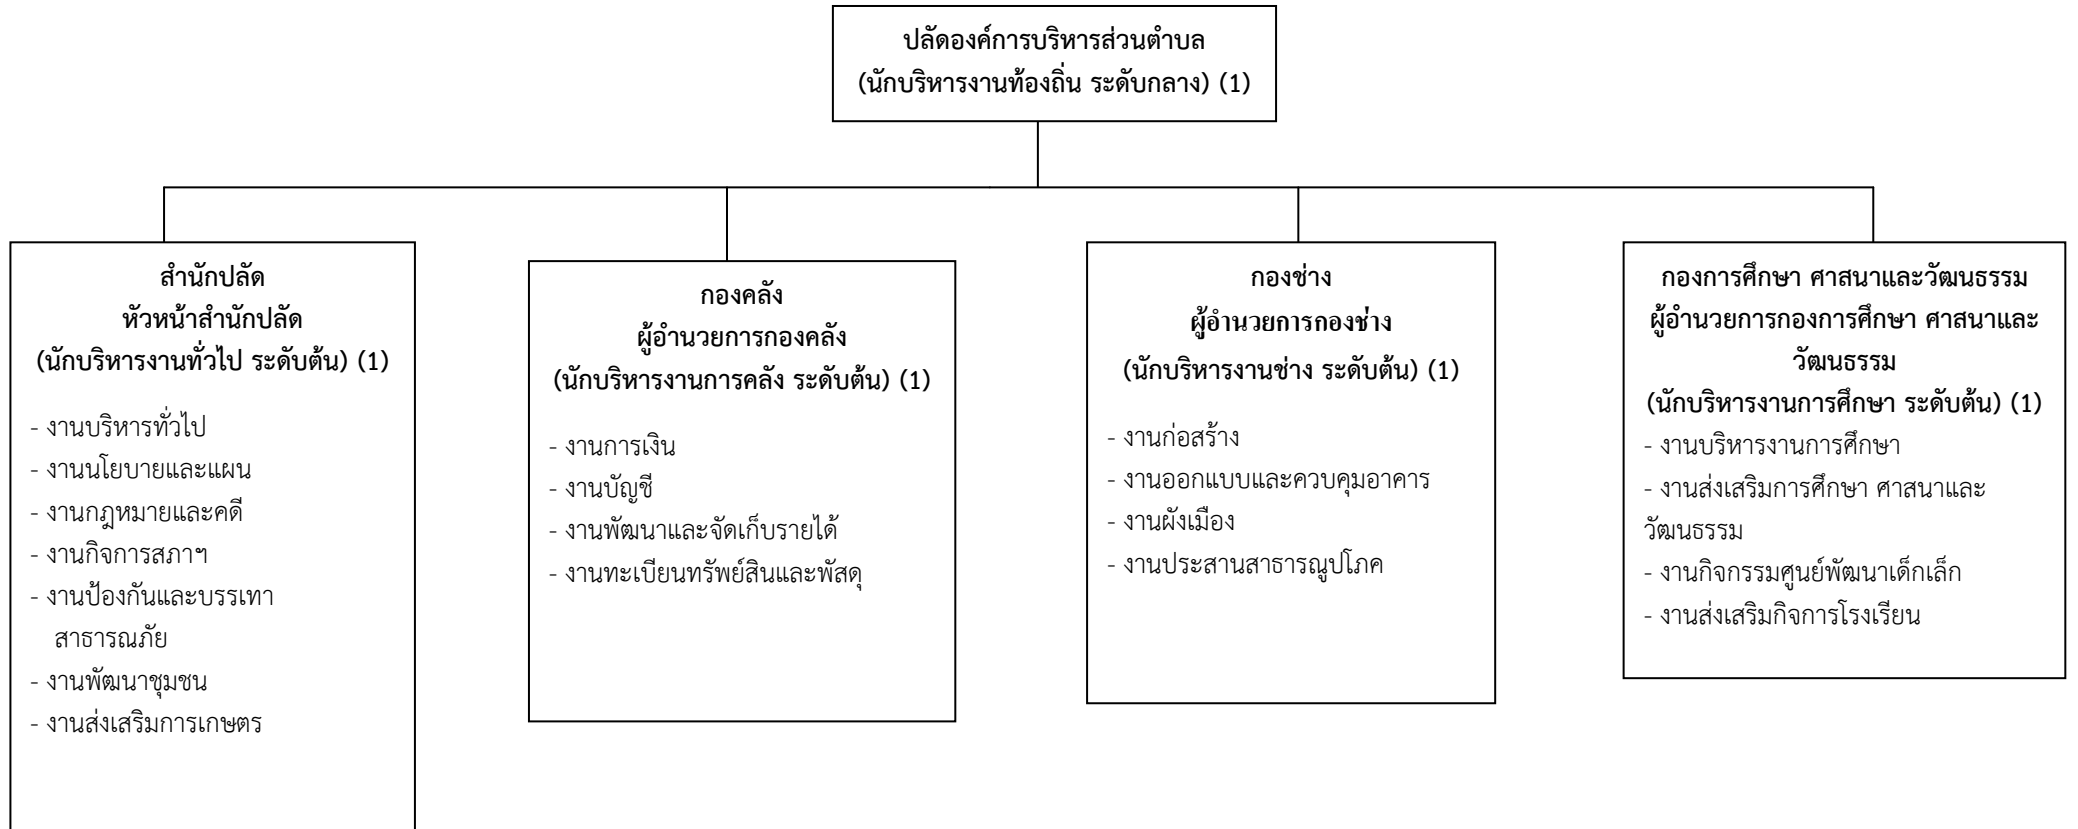 ปลัดองค์การบริหารส่วนตำบล
(นักบริหารงานท้องถิ่น ระดับกลาง) (1)
สำนักปลัด
หัวหน้าสำนักปลัด
(นักบริหารงานทั่วไป ระดับต้น) (1)
- งานบริหารทั่วไป
- งานนโยบายและแผน
- งานกฎหมายและคดี
- งานกิจการสภาฯ
- งานป้องกันและบรรเทา
สาธารณภัย
- งานพัฒนาชุมชน
- งานส่งเสริมการเกษตร
กองคลัง
ผู้อำนวยการกองคลัง
(นักบริหารงานการคลัง ระดับต้น) (1)
- งานการเงิน
- งานบัญชี
- งานพัฒนาและจัดเก็บรายได้
- งานทะเบียนทรัพย์สินและพัสดุ
กองช่าง
ผู้อำนวยการกองช่าง
(นักบริหารงานช่าง ระดับต้น) (1)
- งานก่อสร้าง
- งานออกแบบและควบคุมอาคาร
- งานผังเมือง
- งานประสานสาธารณูปโภค
กองการศึกษา ศาสนาและวัฒนธรรม
ผู้อำนวยการกองการศึกษา ศาสนาและ
วัฒนธรรม
(นักบริหารงานการศึกษา ระดับต้น) (1)
- งานบริหารงานการศึกษา
- งานส่งเสริมการศึกษา ศาสนาและ
วัฒนธรรม
- งานกิจกรรมศูนย์พัฒนาเด็กเล็ก
- งานส่งเสริมกิจการโรงเรียน